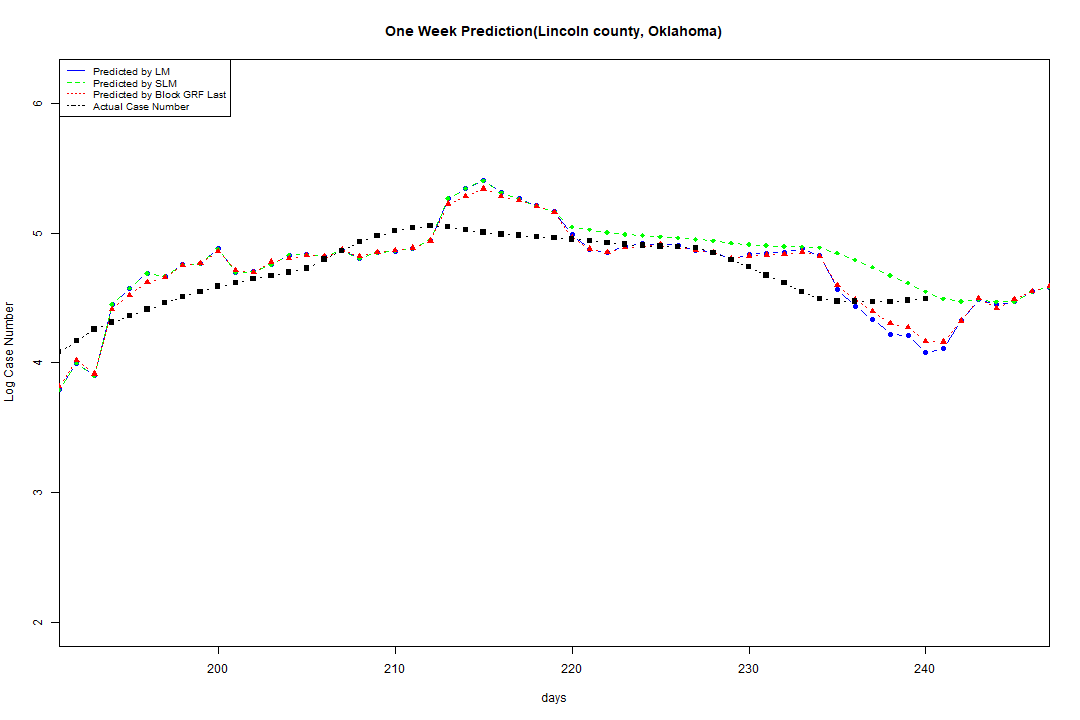 One Week Prediction(Lincoln county, Oklahoma)
Predicted by LM
Predicted by SLM
Predicted by Block GRF Last
Actual Case Number
6
5
4
3
2
Log Case Number
200
210
220
230
240
days